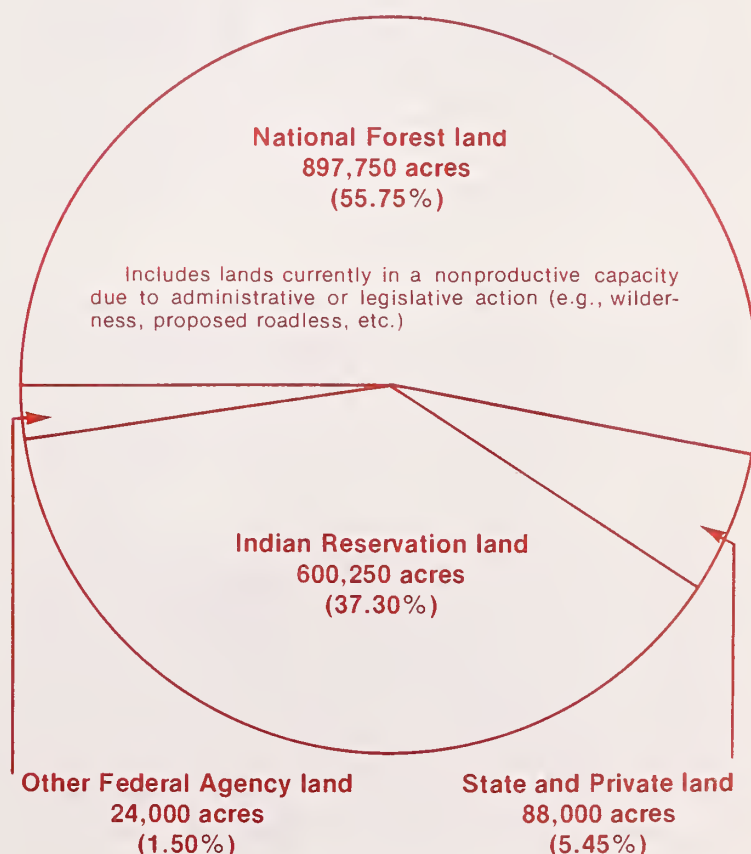 National Forest land
897,750 acres
(55.75%)
Includes lands currently in a nonproductive capacity
due to administrative or legislative action (e.g., wilder-
ness, proposed roadless, etc.)
Indian Reservation land
600,250 acres
(37.30%)
Other Federal Agency land
24,000 acres
(1.50%)
State and Private land
88,000 acres
(5.45%)